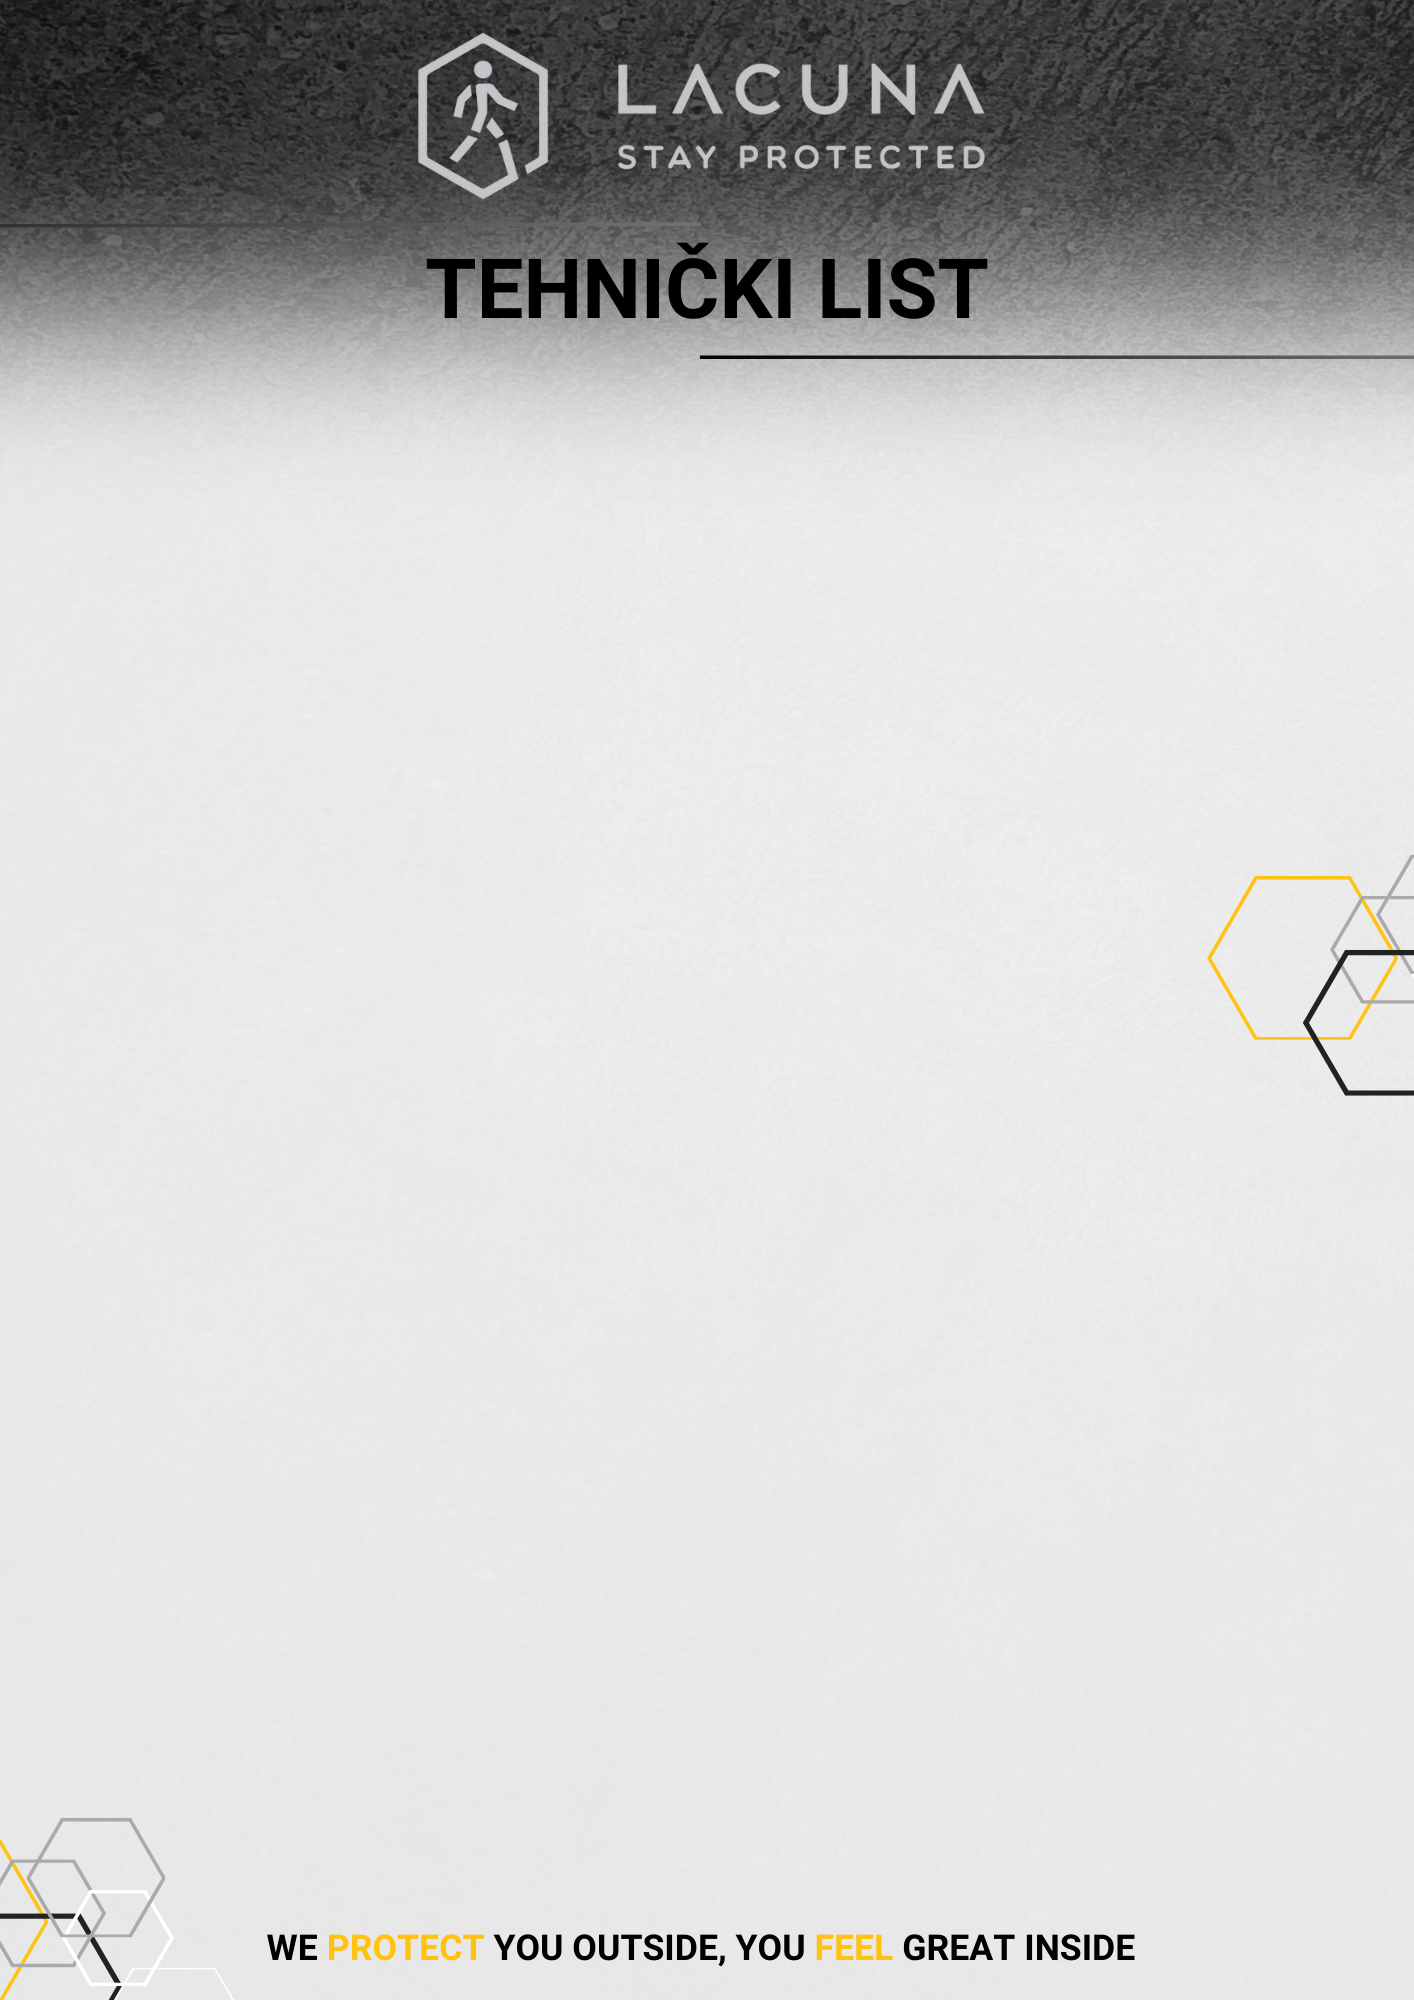 LACUNA
STAY PROTECTED
TEHNIČKI LIST
WE PROTECT YOU OUTSIDE, YOU FEEL GREAT INSIDE